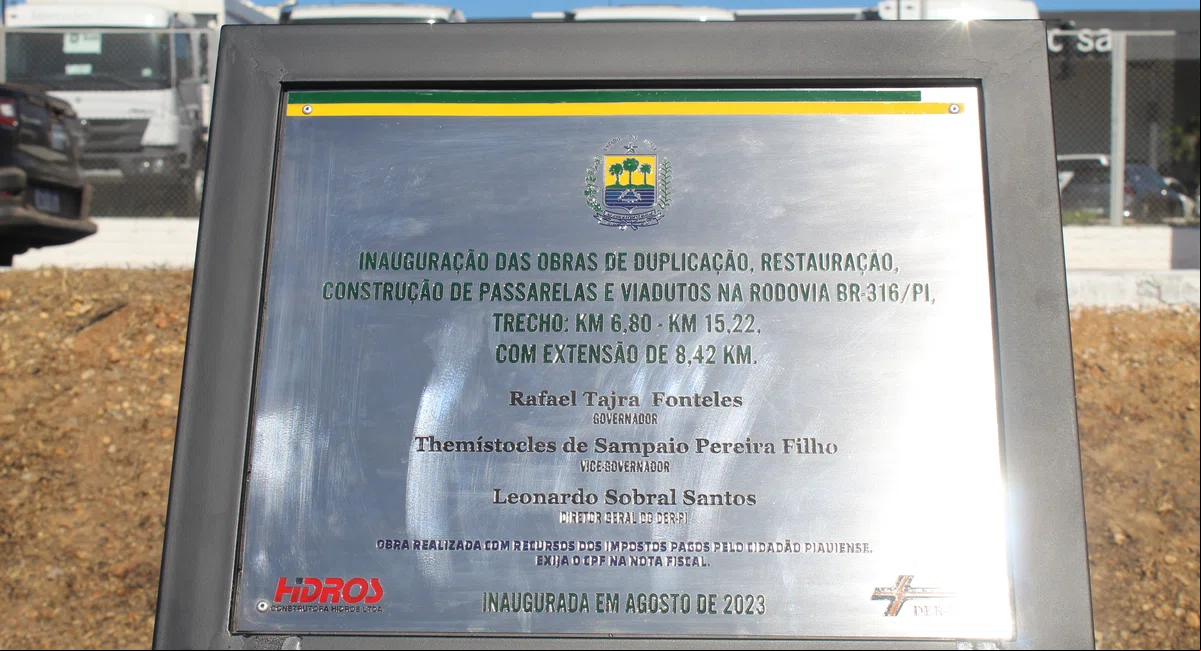 c sa
INAUGURAÇÃO DAS OBRAS DE DUPLICAÇÃO, RESTAURAÇÃO,
CONSTRUÇÃO DE PASSARELAS E VIADUTOS NA RODOVIA BR-316/PI,
TRECHO: KM 6,80 - KM 15,22,
COM EXTENSÃO DE 8,42 KM.
Rafael Tajra Fonteles
GOVERNADOR
Themístocles de Sampaio Pereira Filho
VICE-GOVERNADOR
Leonardo Sobral Santos
DIRETOR GERAL DO DER-PI
OBRA REALIZADA COM RECURSOS DOS IMPOSTOS PAGOS PELO CIDADÃO PIAUIENSE.
EXIJA O CPF NA NOTA FISCAL.
HIDROS
CONSTRUTORA HIDROS LTDA
INAUGURADA EM AGOSTO DE 2023
DER-